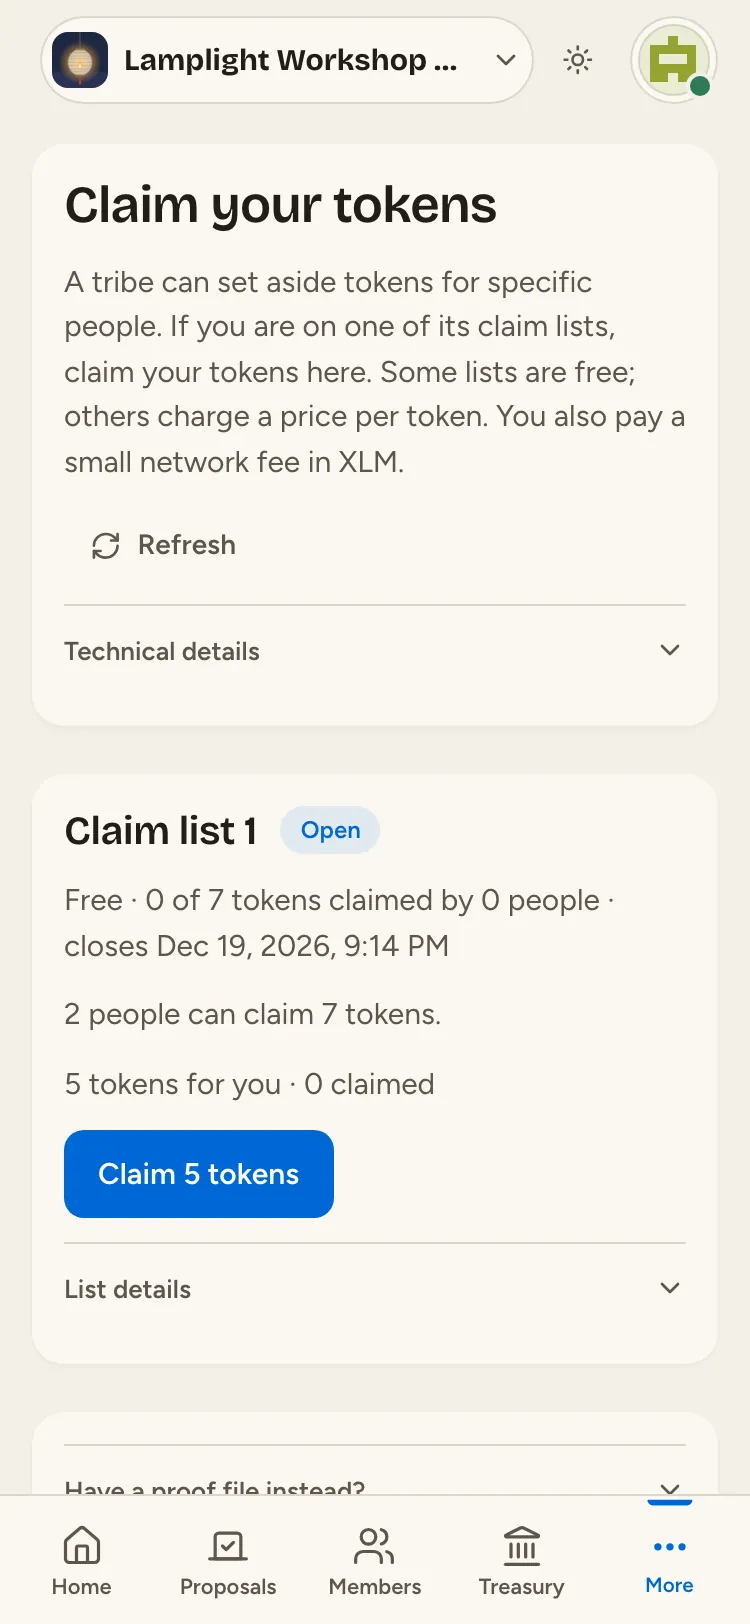 Lamplight Workshop ...
Claim your tokens
A tribe can set aside tokens for specific
people. If you are on one of its claim lists,
claim your tokens here. Some lists are free;
others charge a price per token. You also pay a
small network fee in XLM.
Refresh
Technical details
Claim list 1
Open
Free · 0 of 7 tokens claimed by 0 people ·
closes Dec 19, 2026, 9:14 PM
2 people can claim 7 tokens.
5 tokens for you · 0 claimed
Claim 5 tokens
List details
Have a proof file instead?
Home
Proposals
Members
Treasury
More